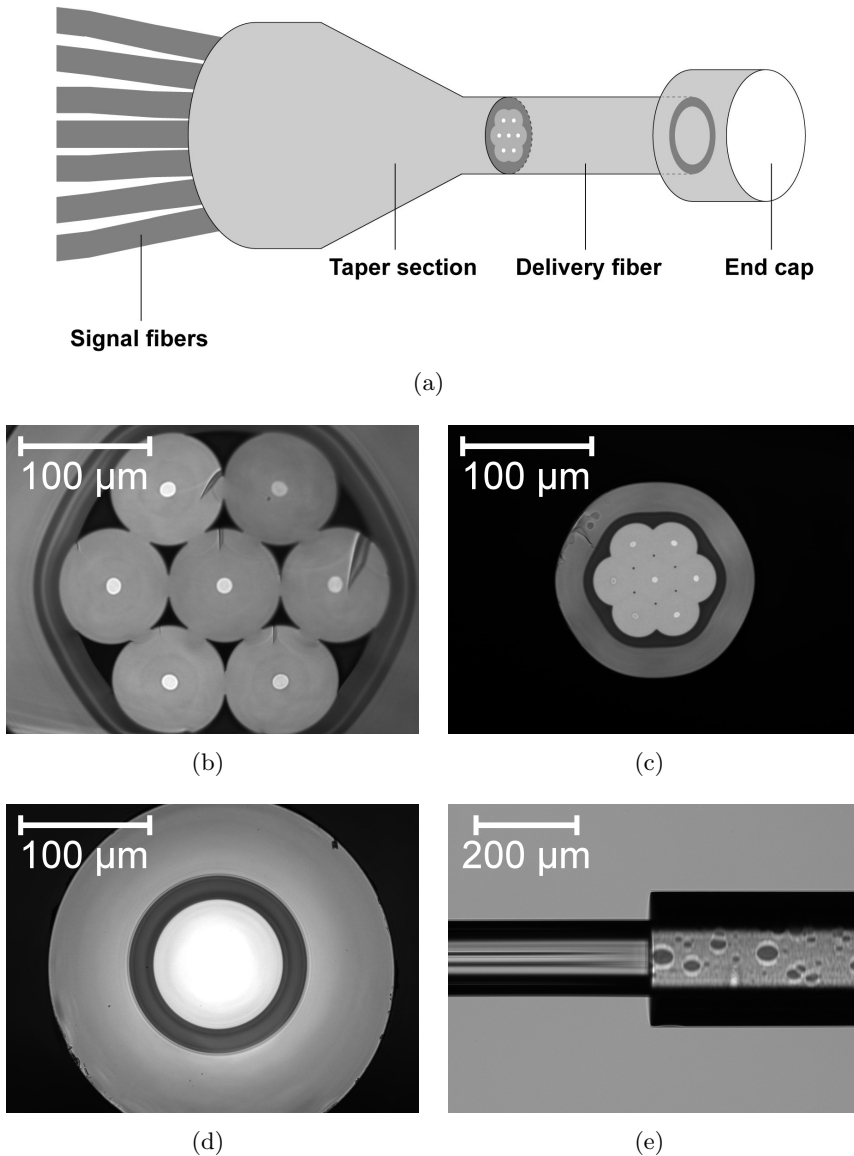 Taper section
Delivery fiber
End cap
Signal fibers
(a)
100 µm
100 µm
(b)
(c)
100 µm
200 µm
(d)
(e)